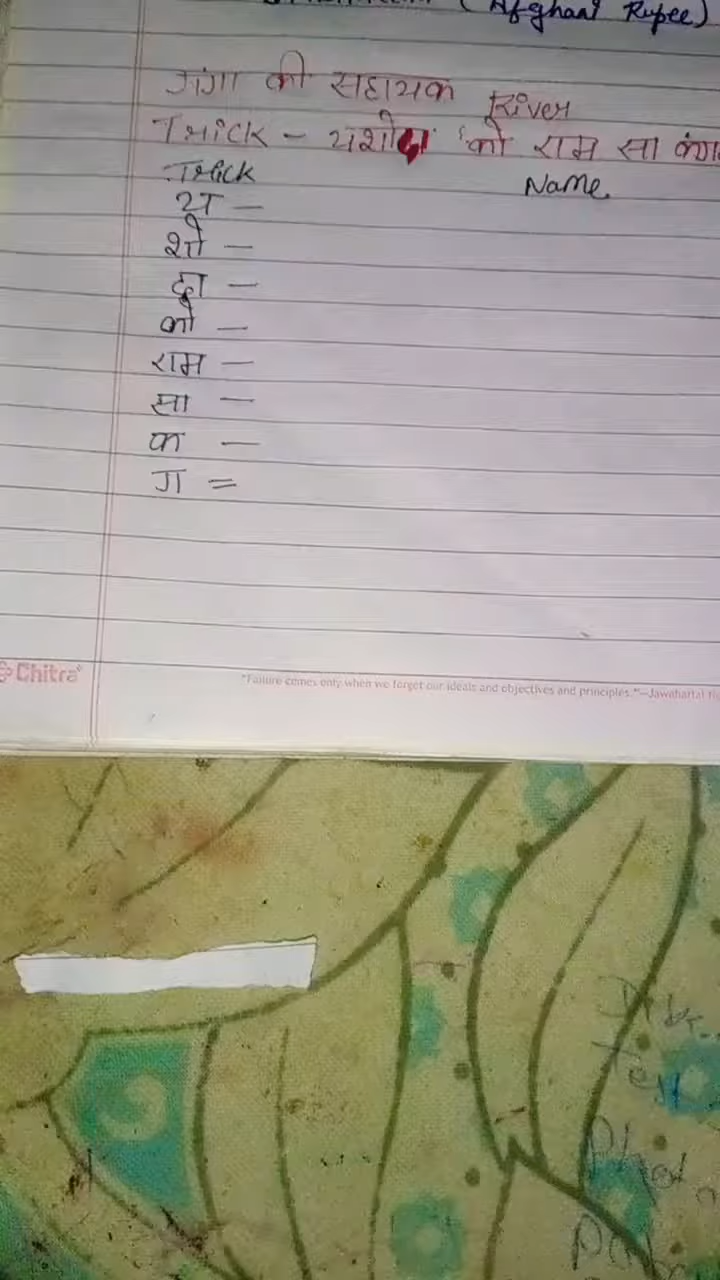 (Afghani Rupee)
गंगा की सहायक River
Trick - यशोदा 'को राम सा कंग
Trick Name
या -
शो -
दा -
को -
राम -
सा -
क -
ग =
Chitra
"Failure comes only when we forget our ideals and objectives and principles."—Jawaharlal